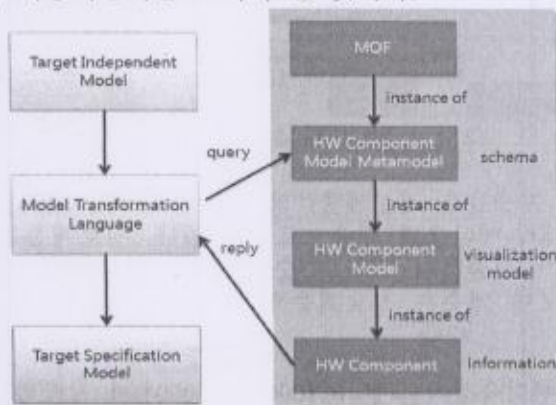 Target Independent
Model
Model Transformation
Language
Target Specification
Model
query
reply
MOF
instance of
HW Component
Model Metamodel
schema
instance of
HW Component
Model
visualization
model
instance of
HW Component
information